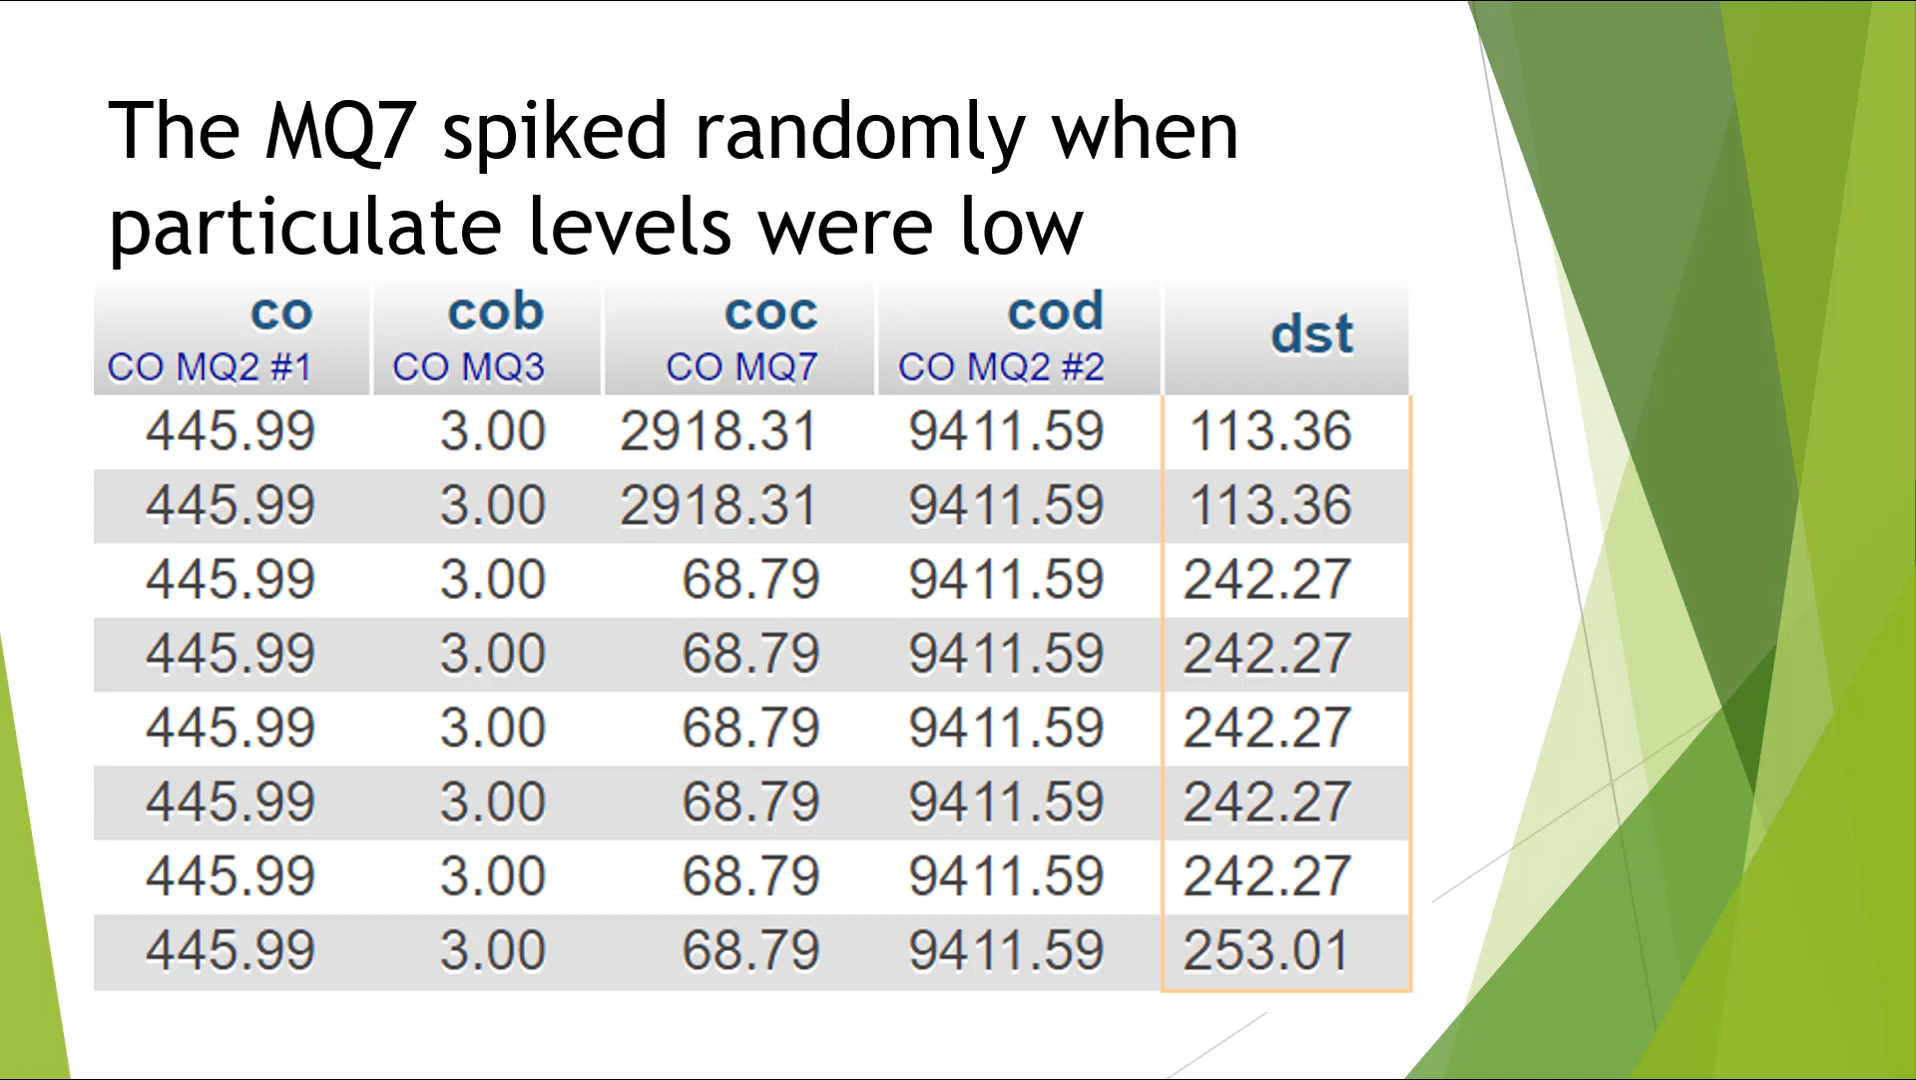 The MQ7 spiked randomly when
particulate levels were low
co cob coc cod dst
CO MQ2 #1 CO MQ3 CO MQ7 CO MQ2 #2
445.99 3.00 2918.31 9411.59 113.36
445.99 3.00 2918.31 9411.59 113.36
445.99 3.00 68.79 9411.59 242.27
445.99 3.00 68.79 9411.59 242.27
445.99 3.00 68.79 9411.59 242.27
445.99 3.00 68.79 9411.59 242.27
445.99 3.00 68.79 9411.59 242.27
445.99 3.00 68.79 9411.59 253.01